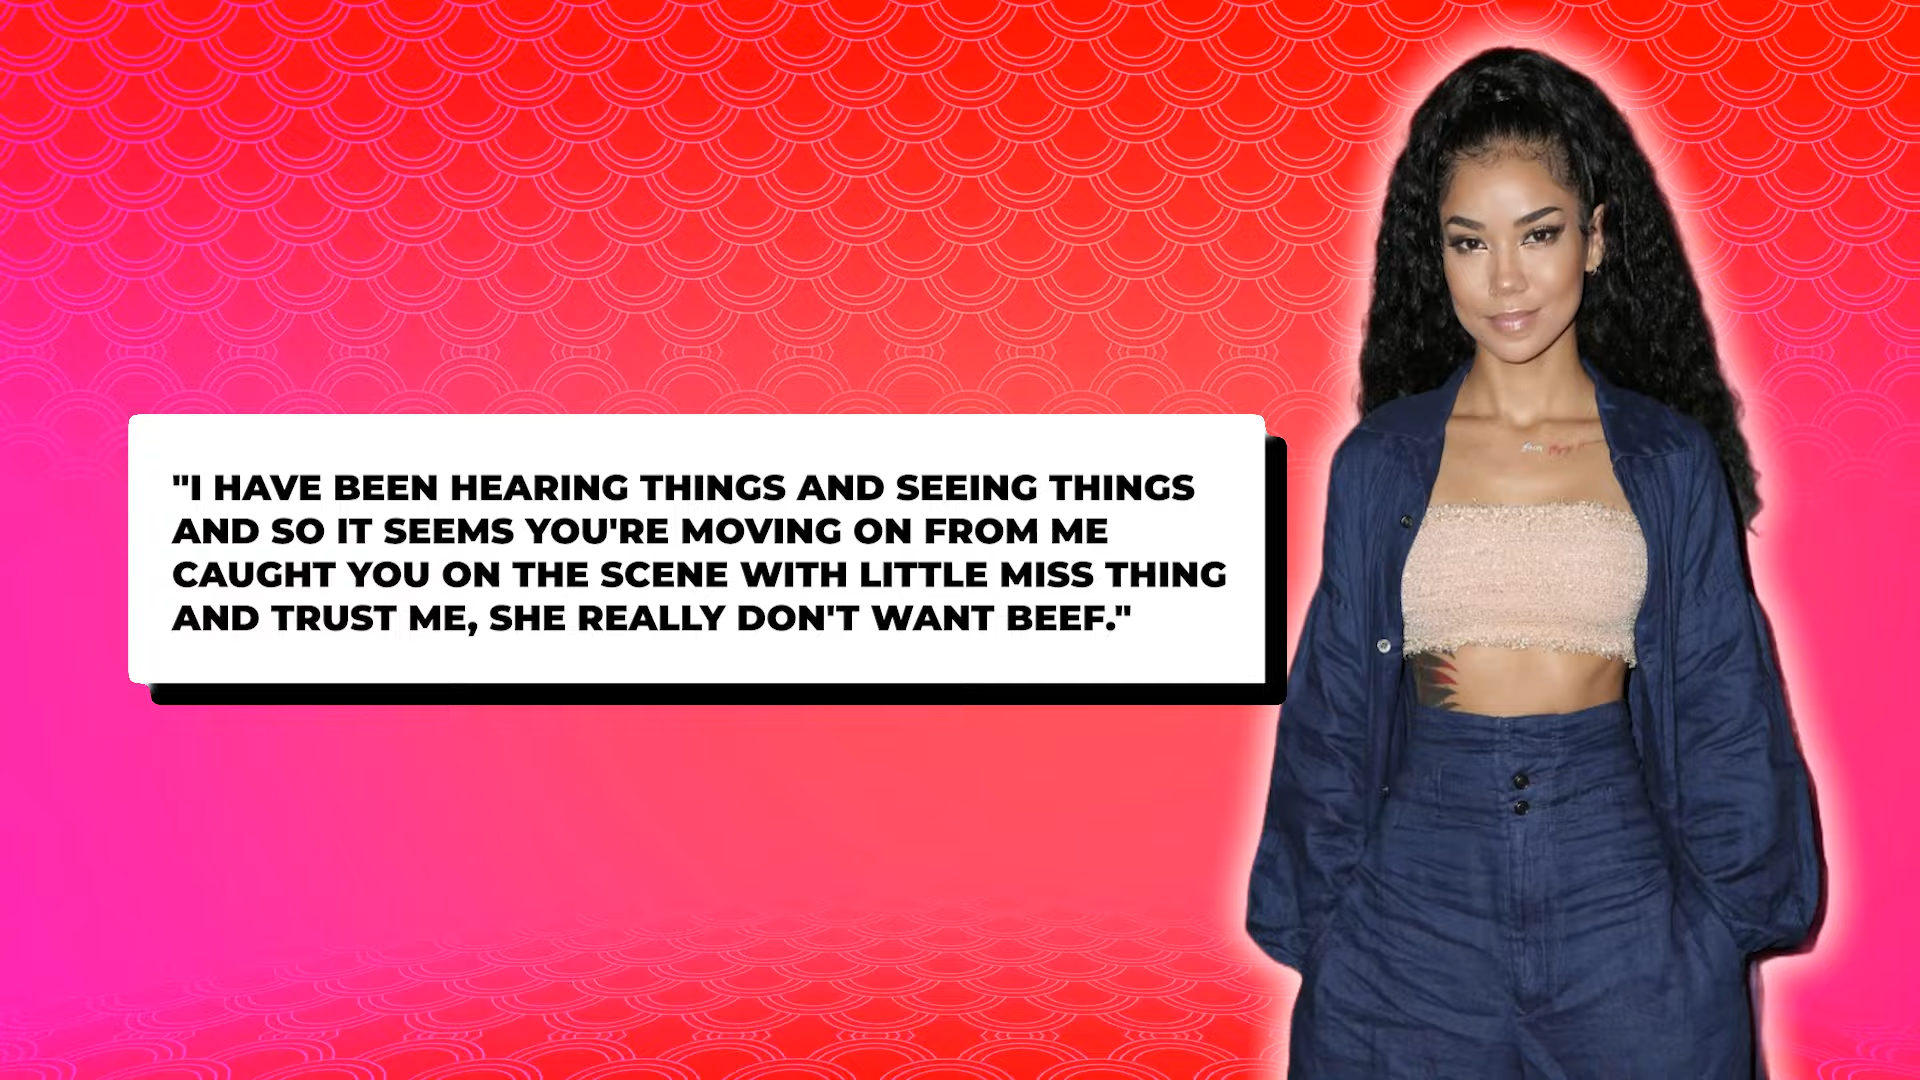 "I HAVE BEEN HEARING THINGS AND SEEING THINGS
AND SO IT SEEMS YOU'RE MOVING ON FROM ME
CAUGHT YOU ON THE SCENE WITH LITTLE MISS THING
AND TRUST ME, SHE REALLY DON'T WANT BEEF."